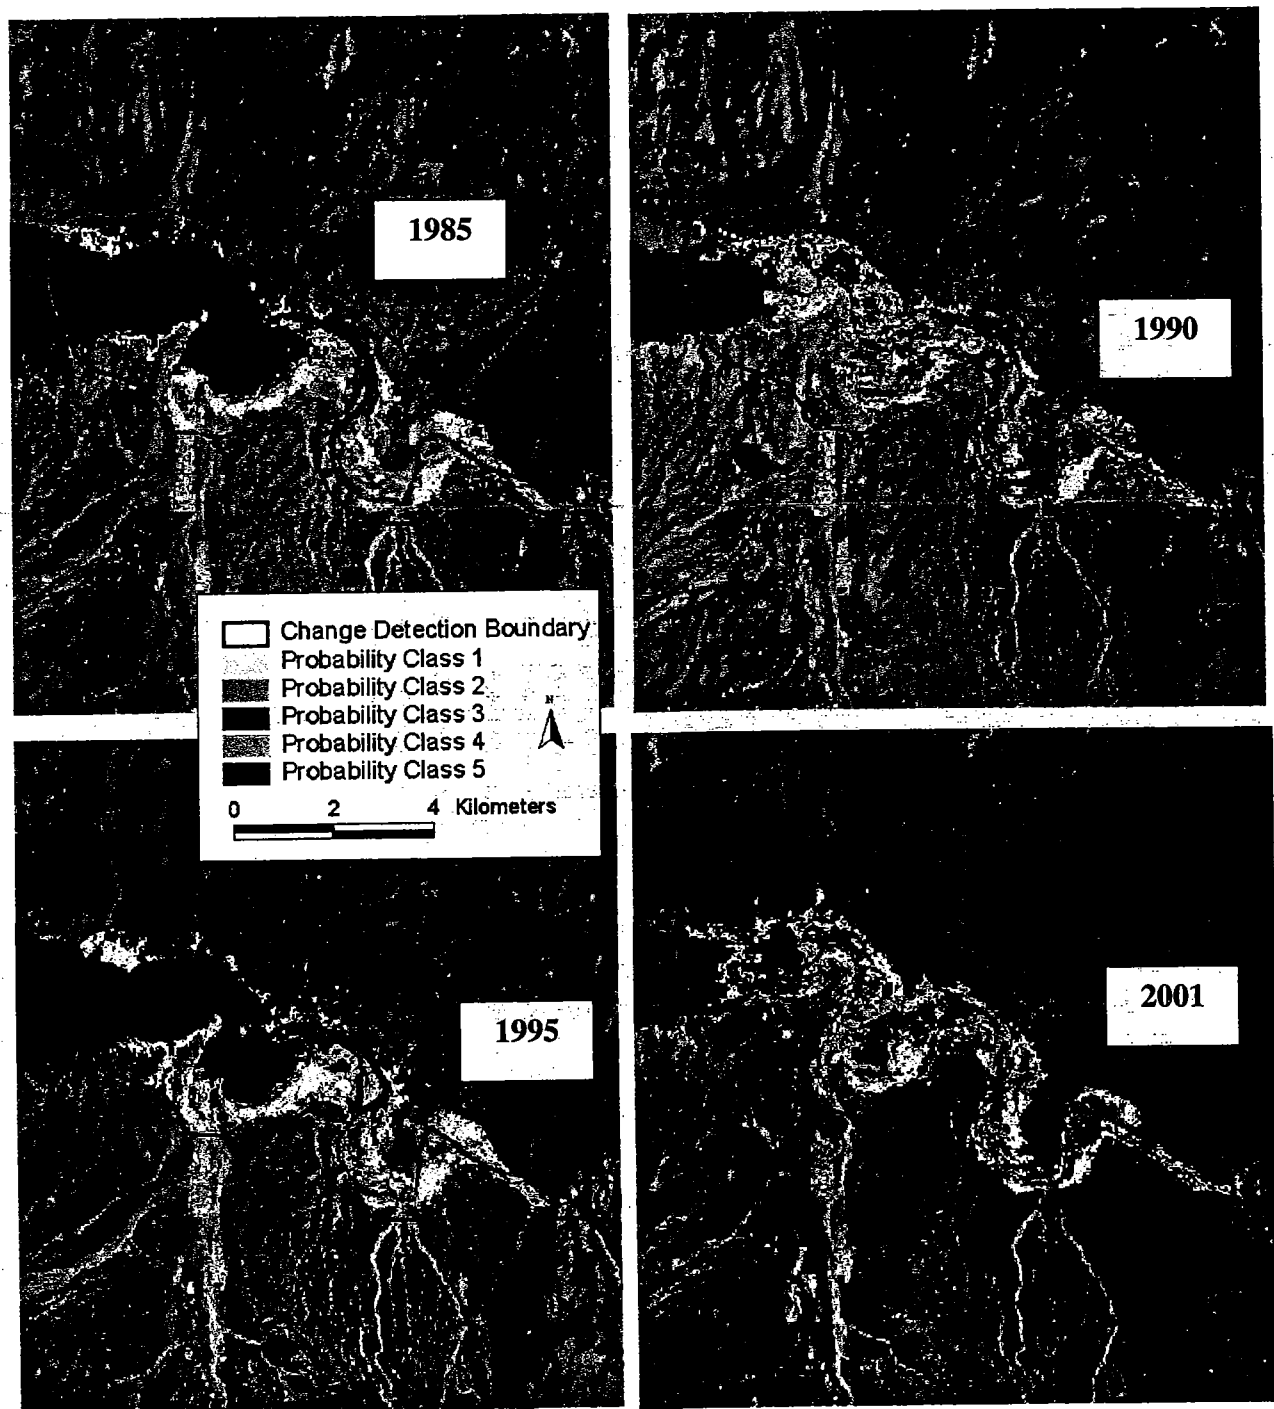 1985
1990
Change Detection Boundary
Probability Class 1
Probability Class 2
Probability Class 3
N
Probability Class 4
Probability Class 5
0 2 4 Kilometers
1995
2001